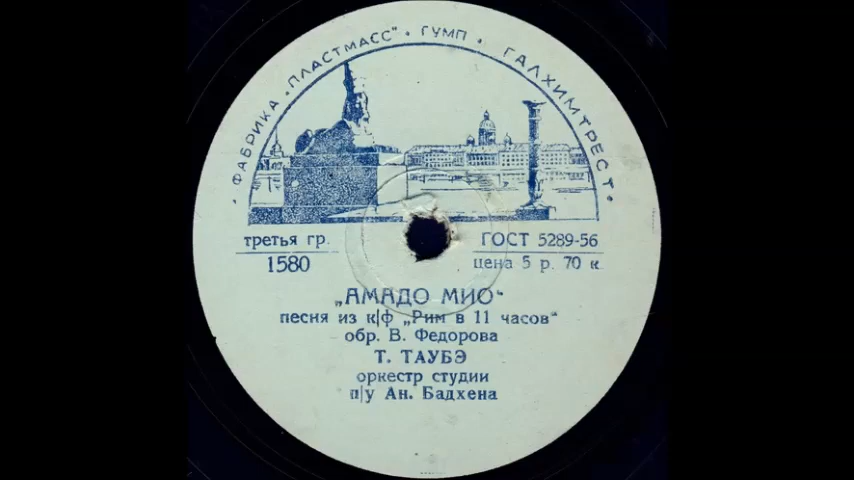 ФАБРИКА „ПЛАСТМАСС" · ГУМП · ГАЛХИМТРЕСТ
третья гр.
1580
ГОСТ 5289-56
цена 5 р. 70 к.
„АМАДО МИО"
песня из к|ф „Рим в 11 часов"
обр. В. Федорова
Т. ТАУБЭ
оркестр студии
п|у Ан. Бадхена